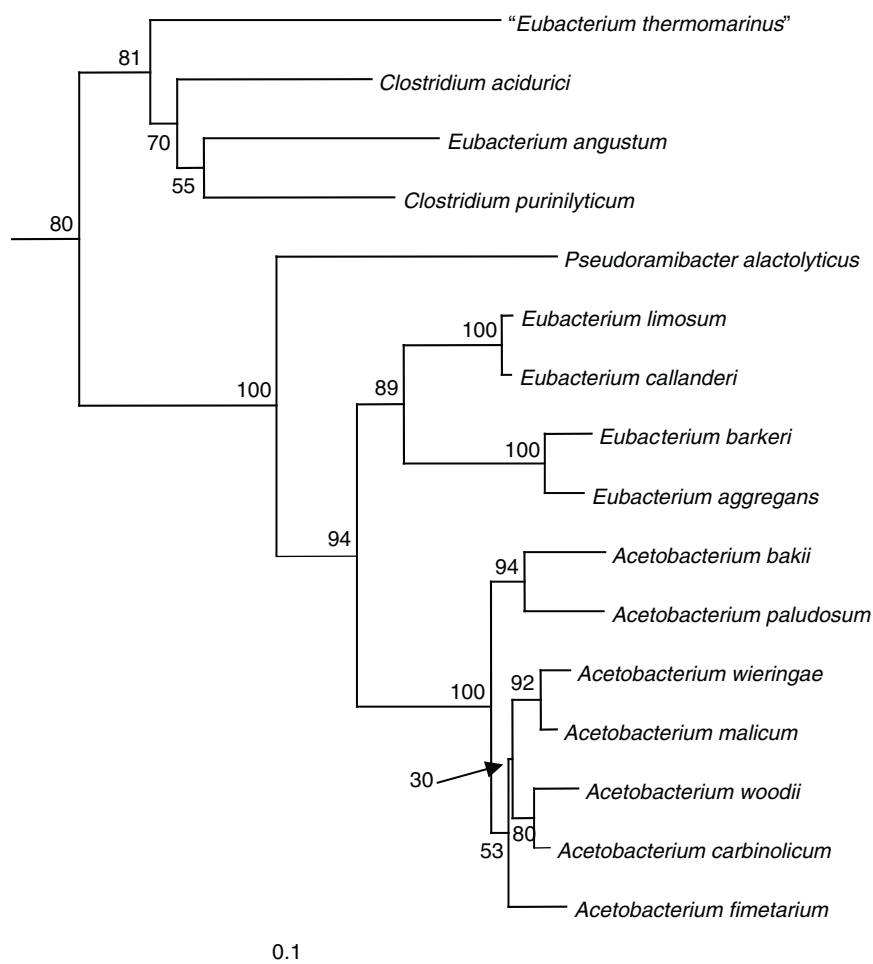 “Eubacterium thermomarinus”
81
Clostridium acidurici
70
Eubacterium angustum
55
Clostridium purinilyticum
80
Pseudoramibacter alactolyticus
100
Eubacterium limosum
100
Eubacterium callanderi
89
Eubacterium barkeri
100
Eubacterium aggregans
94
Acetobacterium bakii
94
Acetobacterium paludosum
100
Acetobacterium wieringae
92
Acetobacterium malicum
30
Acetobacterium woodii
80
53
Acetobacterium carbinolicum
Acetobacterium fimetarium
0.1